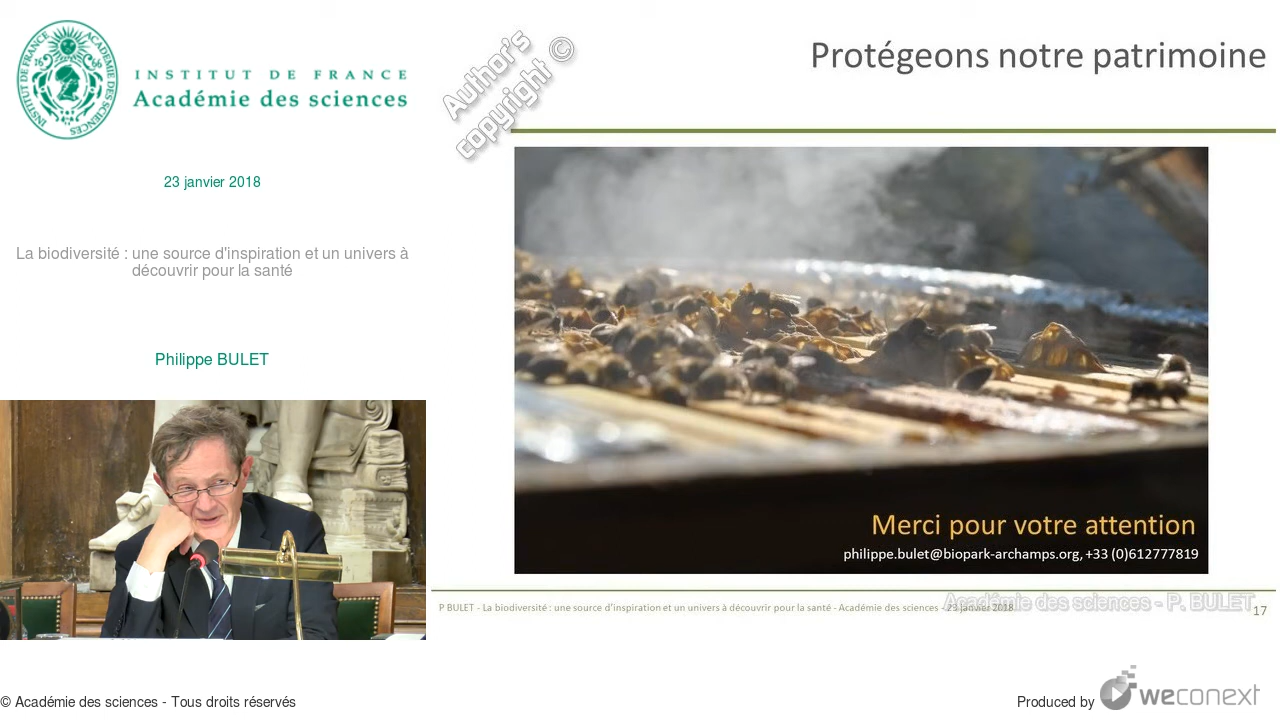 INSTITUT DE FRANCE
Académie des sciences
23 janvier 2018
La biodiversité : une source d'inspiration et un univers à
découvrir pour la santé
Philippe BULET
Author's
copyright ©
Protégeons notre patrimoine
Merci pour votre attention
philippe.bulet@biopark-archamps.org, +33 (0)612777819
P BULET - La biodiversité : une source d'inspiration et un univers à découvrir pour la santé - Académie des sciences - 23 janvier 2018
Académie des sciences - P. BULET
17
© Académie des sciences - Tous droits réservés
Produced by weconext